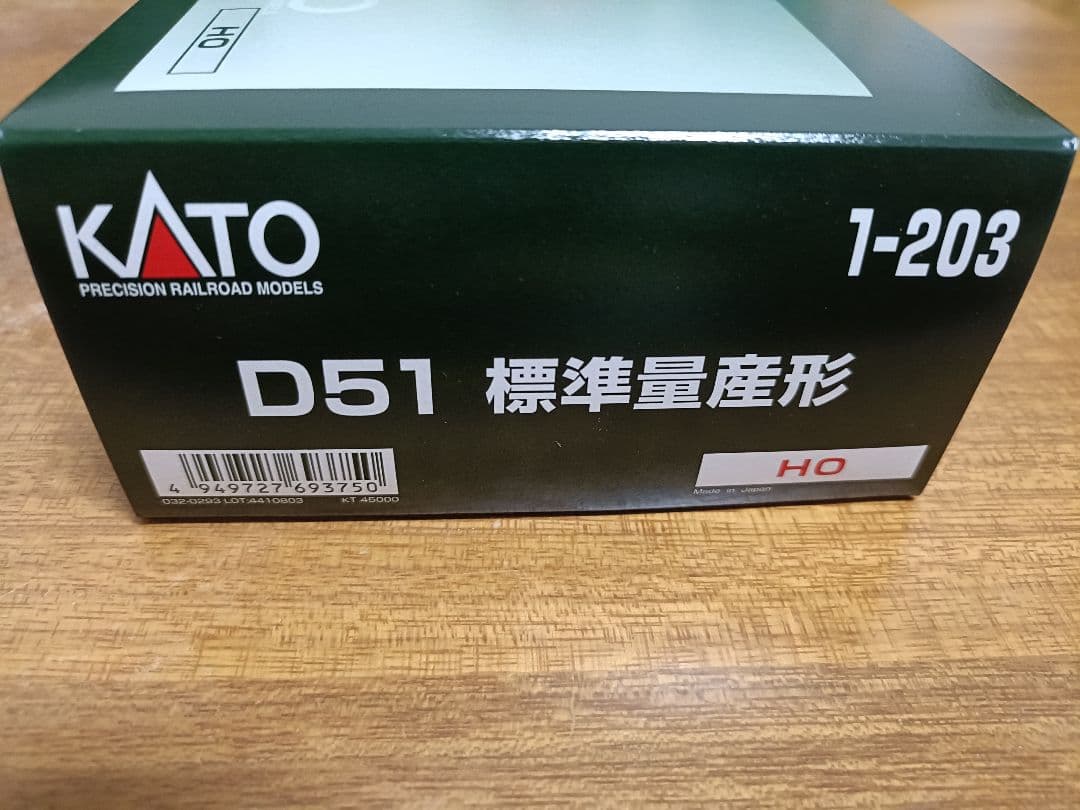 HO
KATO
PRECISION RAILROAD MODELS
1-203
D51 標準量産形
4 949727 693750
032-0293 LOT:4410803 KT 45000
HO
Made in Japan